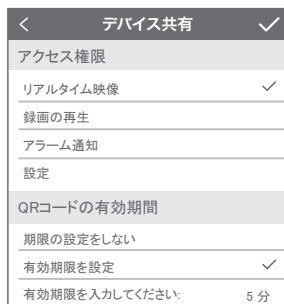 デバイス共有
アクセス権限
リアルタイム映像
録画の再生
アラーム通知
設定
QRコードの有効期間
期限の設定をしない
有効期限を設定
有効期限を入力してください: 5 分